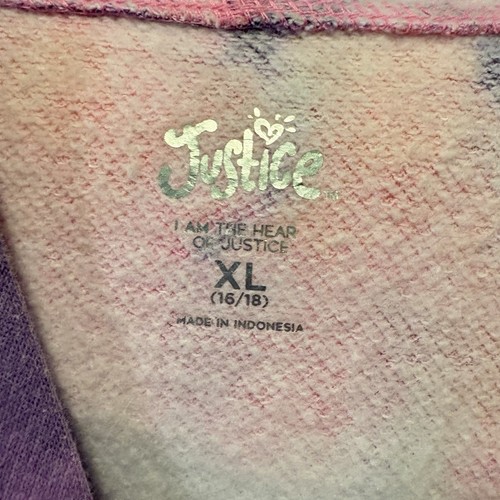 Justice
I AM THE HEAR
OF JUSTICE
XL
(16/18)
MADE IN INDONESIA